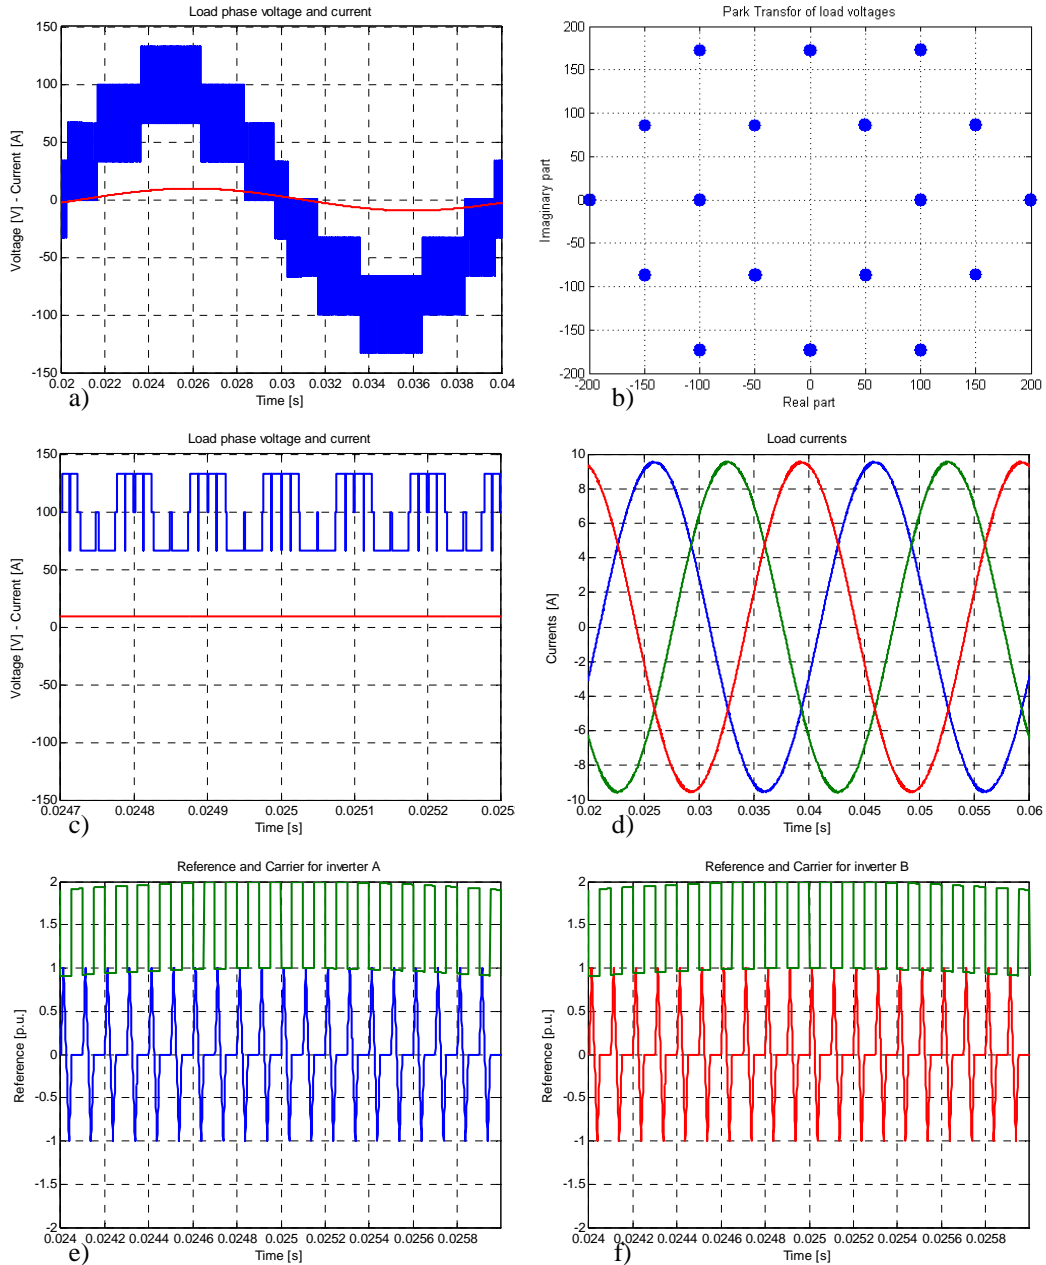 Load phase voltage and current
150
100
50
0
-50
-100
-150
0.02 0.022 0.024 0.026 0.028 0.03 0.032 0.034 0.036 0.038 0.04
Voltage [V] - Current [A]
Time [s]
a)
Park Transfor of load voltages
200
150
100
50
0
-50
-100
-150
-200
-200 -150 -100 -50 0 50 100 150 200
Imaginary part
Real part
b)
Load phase voltage and current
150
100
50
0
-50
-100
-150
0.0247 0.0248 0.0249 0.025 0.0251 0.0252 0.025
Voltage [V] - Current [A]
Time [s]
c)
Load currents
10
8
6
4
2
0
-2
-4
-6
-8
-10
0.02 0.025 0.03 0.035 0.04 0.045 0.05 0.055 0.06
Currents [A]
Time [s]
d)
Reference and Carrier for inverter A
2
1.5
1
0.5
0
-0.5
-1
-1.5
-2
0.024 0.0242 0.0244 0.0246 0.0248 0.025 0.0252 0.0254 0.0256 0.0258
Reference [p.u.]
Time [s]
e)
Reference and Carrier for inverter B
2
1.5
1
0.5
0
-0.5
-1
-1.5
-2
0.024 0.0242 0.0244 0.0246 0.0248 0.025 0.0252 0.0254 0.0256 0.0258
Reference [p.u.]
Time [s]
f)